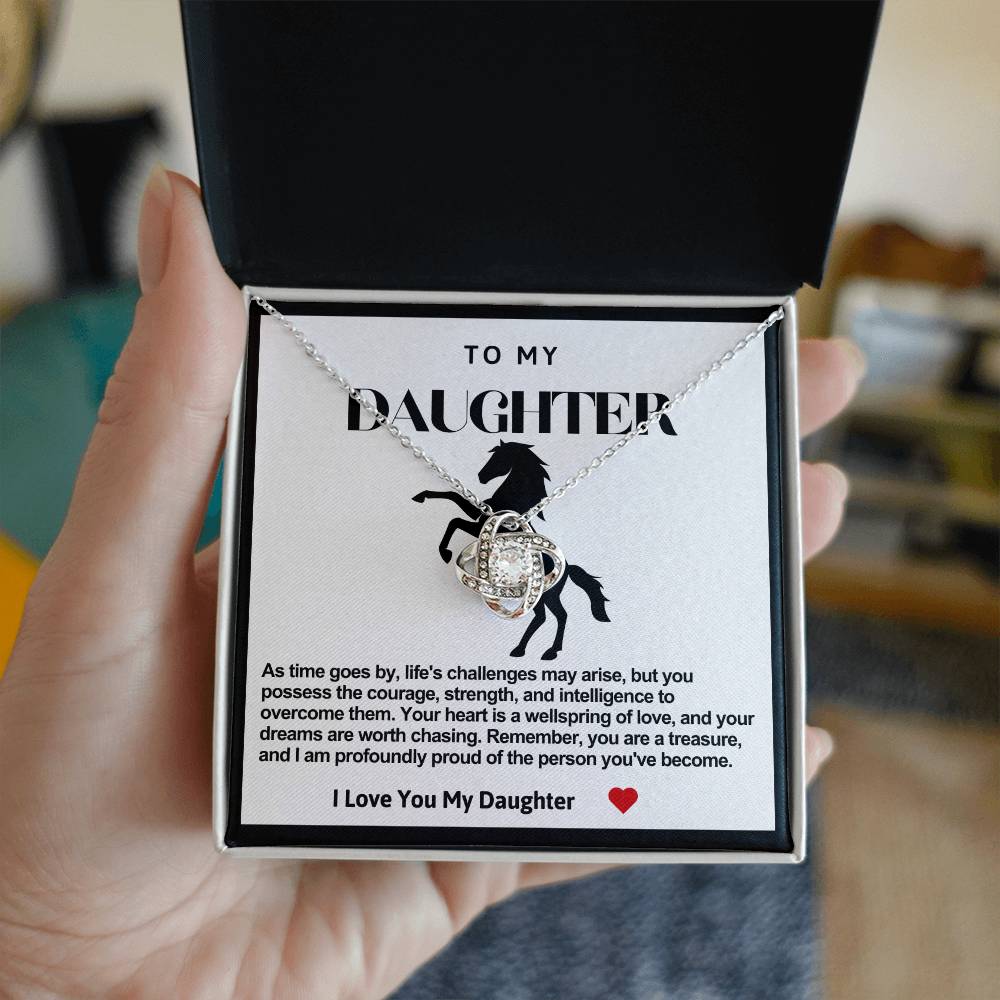 TO MY
DAUGHTER
As time goes by, life's challenges may arise, but you
possess the courage, strength, and intelligence to
overcome them. Your heart is a wellspring of love, and your
dreams are worth chasing. Remember, you are a treasure,
and I am profoundly proud of the person you've become.
I Love You My Daughter